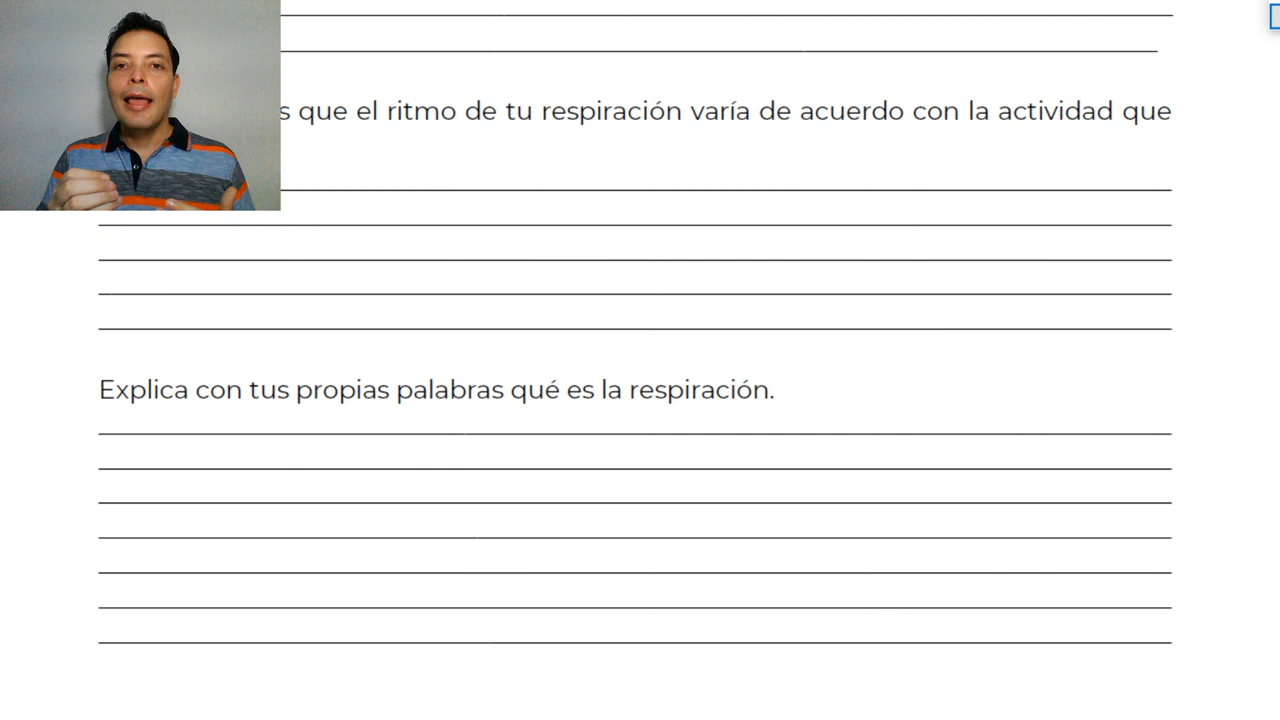 que el ritmo de tu respiración varía de acuerdo con la actividad que
Explica con tus propias palabras qué es la respiración.